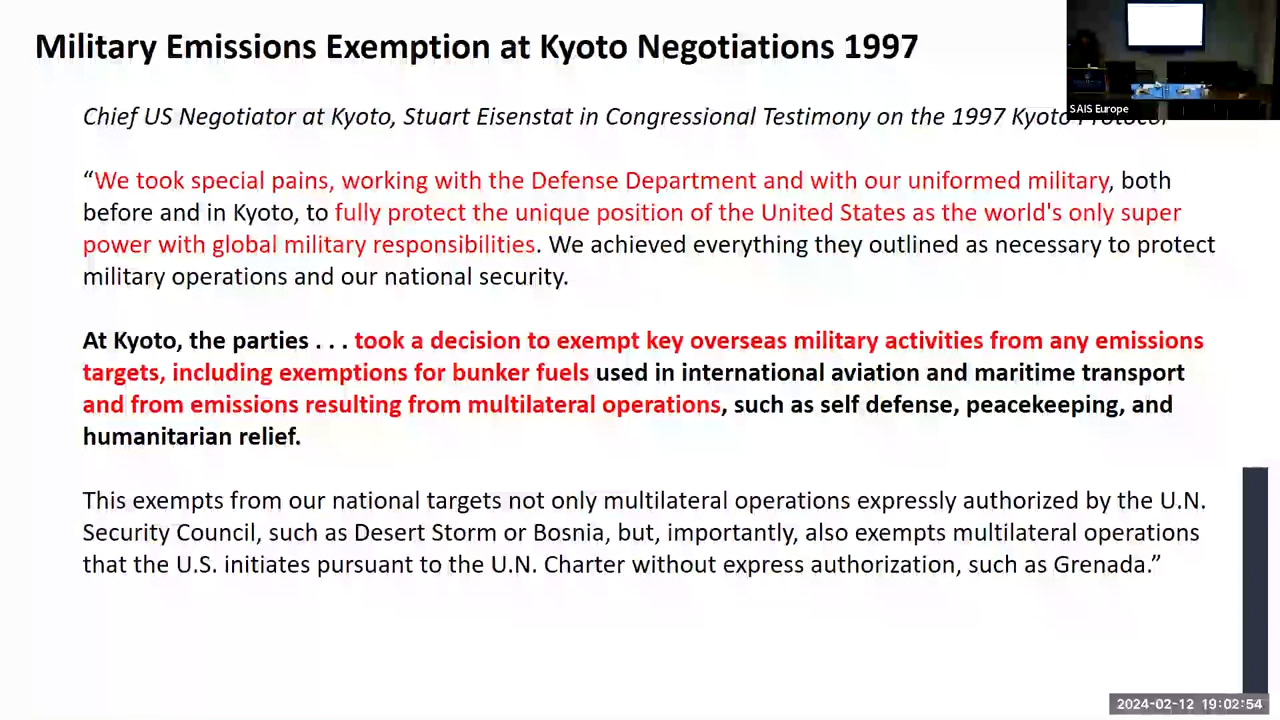 Military Emissions Exemption at Kyoto Negotiations 1997
SAIS Europe
Chief US Negotiator at Kyoto, Stuart Eisenstat in Congressional Testimony on the 1997 Kyoto Protocol
“We took special pains, working with the Defense Department and with our uniformed military, both
before and in Kyoto, to fully protect the unique position of the United States as the world's only super
power with global military responsibilities. We achieved everything they outlined as necessary to protect
military operations and our national security.
At Kyoto, the parties . . . took a decision to exempt key overseas military activities from any emissions
targets, including exemptions for bunker fuels used in international aviation and maritime transport
and from emissions resulting from multilateral operations, such as self defense, peacekeeping, and
humanitarian relief.
This exempts from our national targets not only multilateral operations expressly authorized by the U.N.
Security Council, such as Desert Storm or Bosnia, but, importantly, also exempts multilateral operations
that the U.S. initiates pursuant to the U.N. Charter without express authorization, such as Grenada.”
2024-02-12 19:02:54